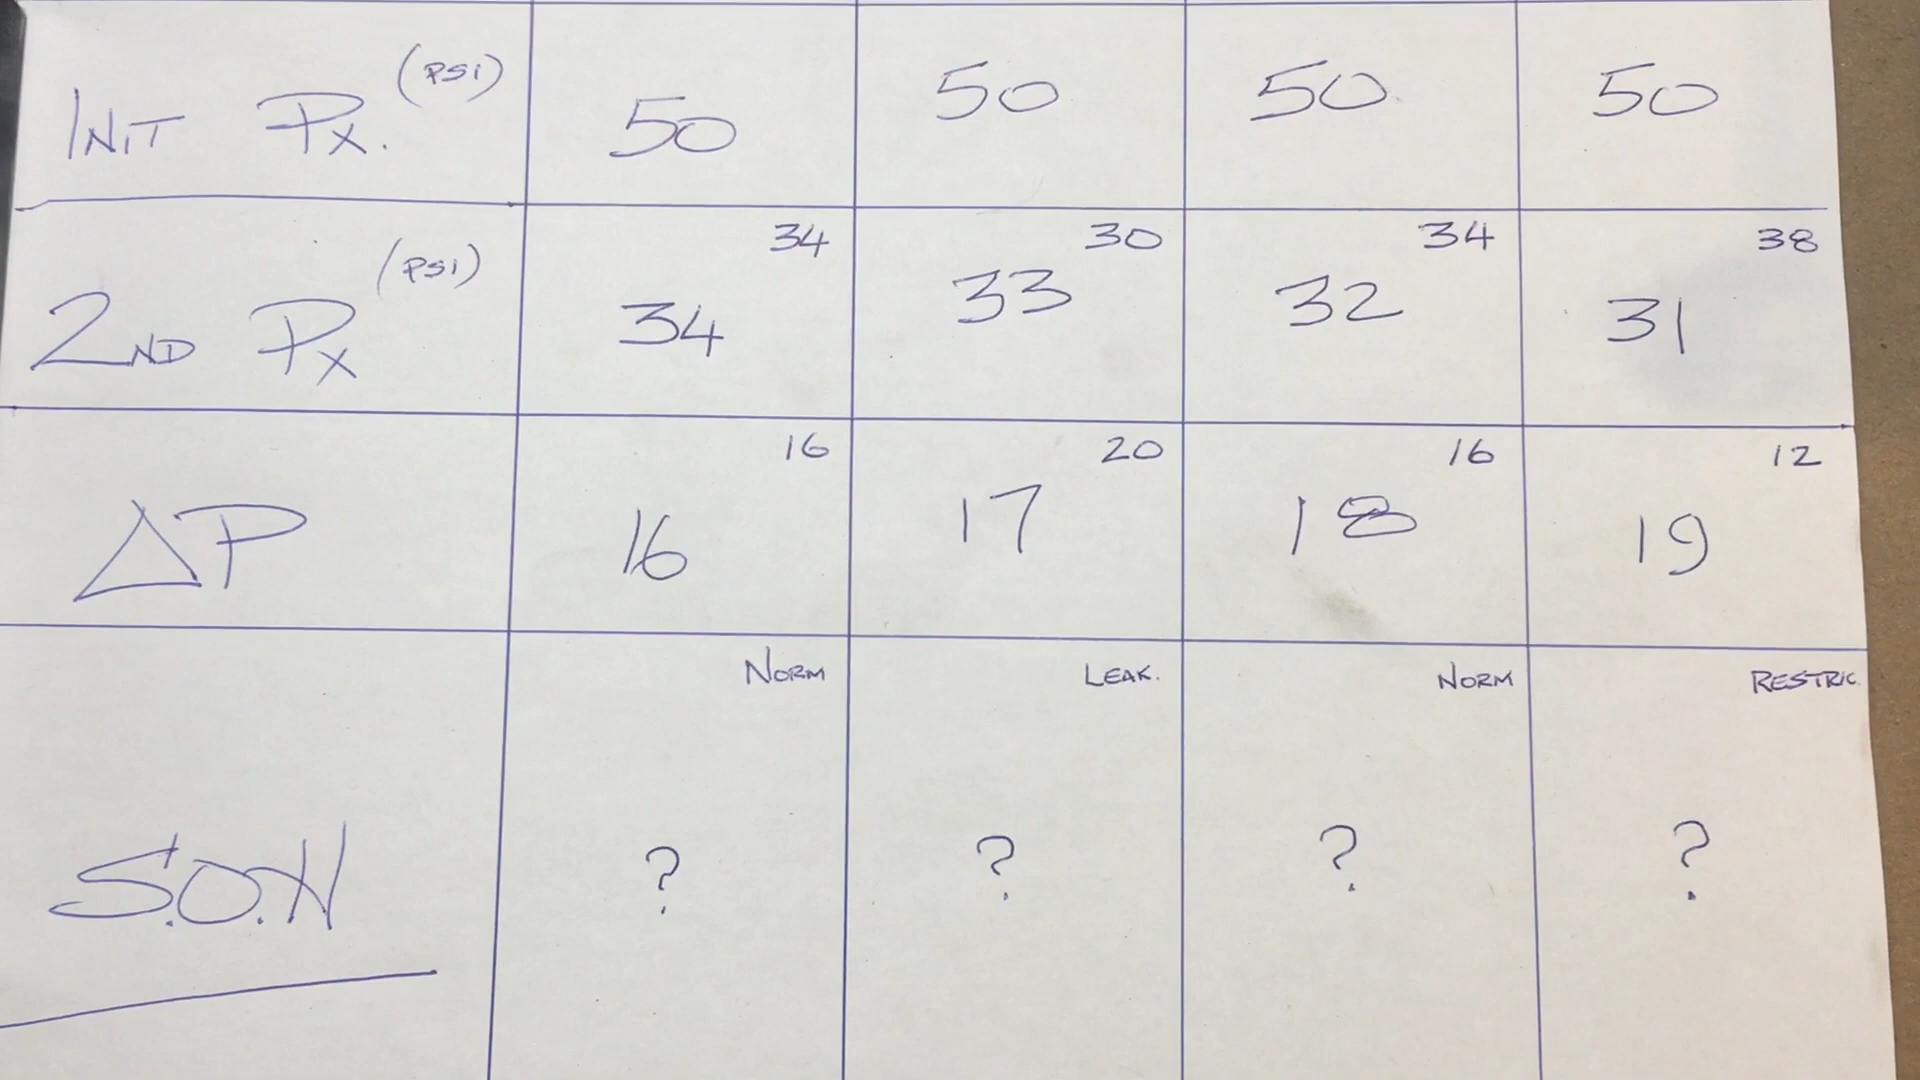 INIT Px. (PSI) 50 50 50 50
34 30 34 38
2ND Px (PSI) 34 33 32 31
16 20 16 12
ΔP 16 17 18 19
NORM LEAK. NORM RESTRIC.
S.O.H ? ? ? ?